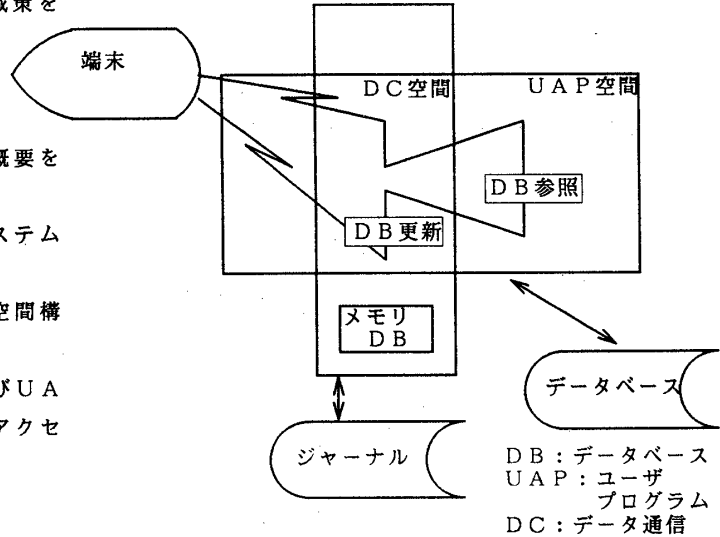 減策を
概要を
ステム
空間構
びUA
アクセ
端末
DC空間
UAP空間
DB参照
DB更新
メモリ
DB
データベース
ジャーナル
DB:データベース
UAP:ユーザ
プログラム
DC:データ通信